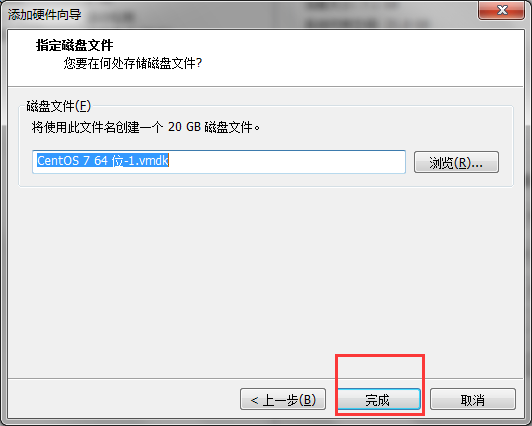 添加硬件向导
指定磁盘文件
您要在何处存储磁盘文件?
磁盘文件(F)
将使用此文件名创建一个 20 GB 磁盘文件。
CentOS 7 64 位-1.vmdk
浏览(R)...
< 上一步(B)
完成
取消